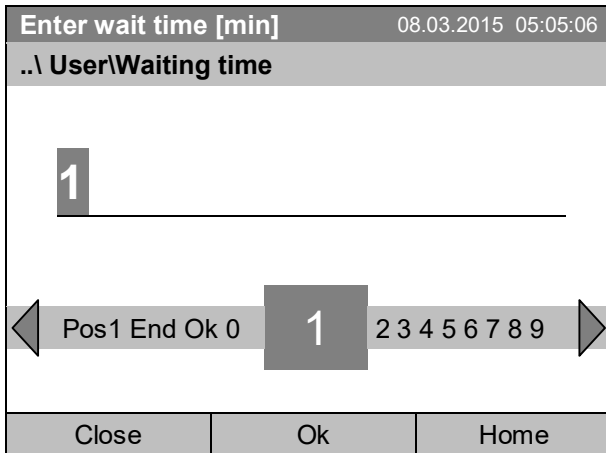 Enter wait time [min] 08.03.2015 05:05:06
..\ User\Waiting time
1
Pos1 End Ok 0 1 2 3 4 5 6 7 8 9
Close Ok Home